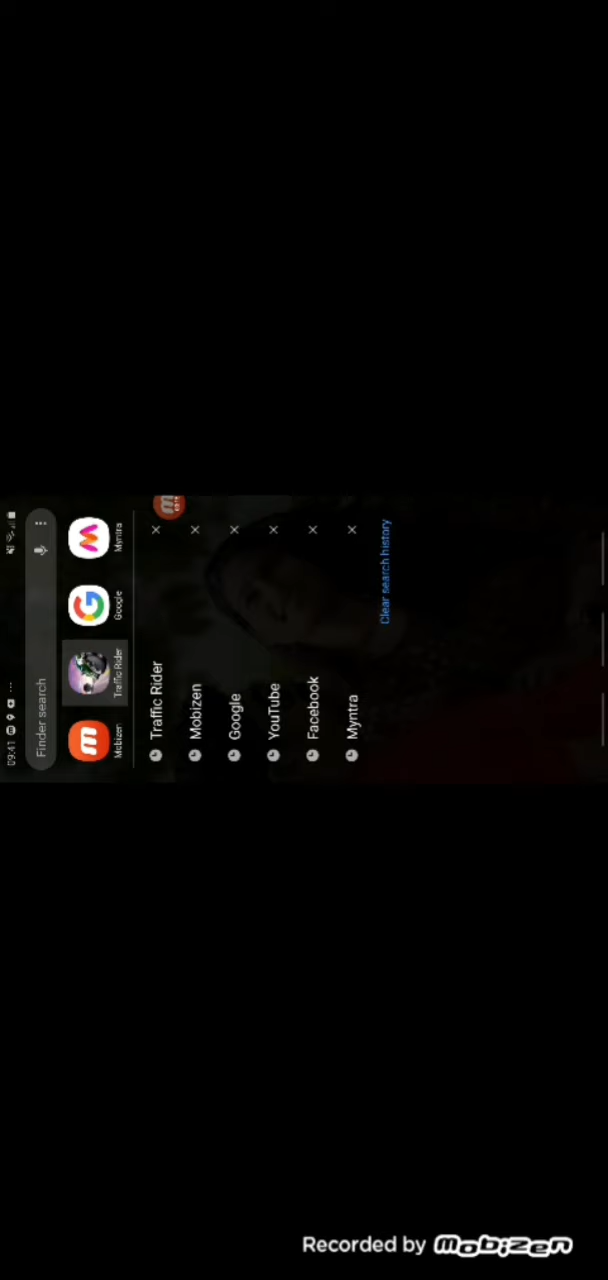 09:41
Finder search
Mobizen Traffic Rider Google Myntra
Traffic Rider
Mobizen
Google
YouTube
Facebook
Myntra
Clear search history
Recorded by Mobizen